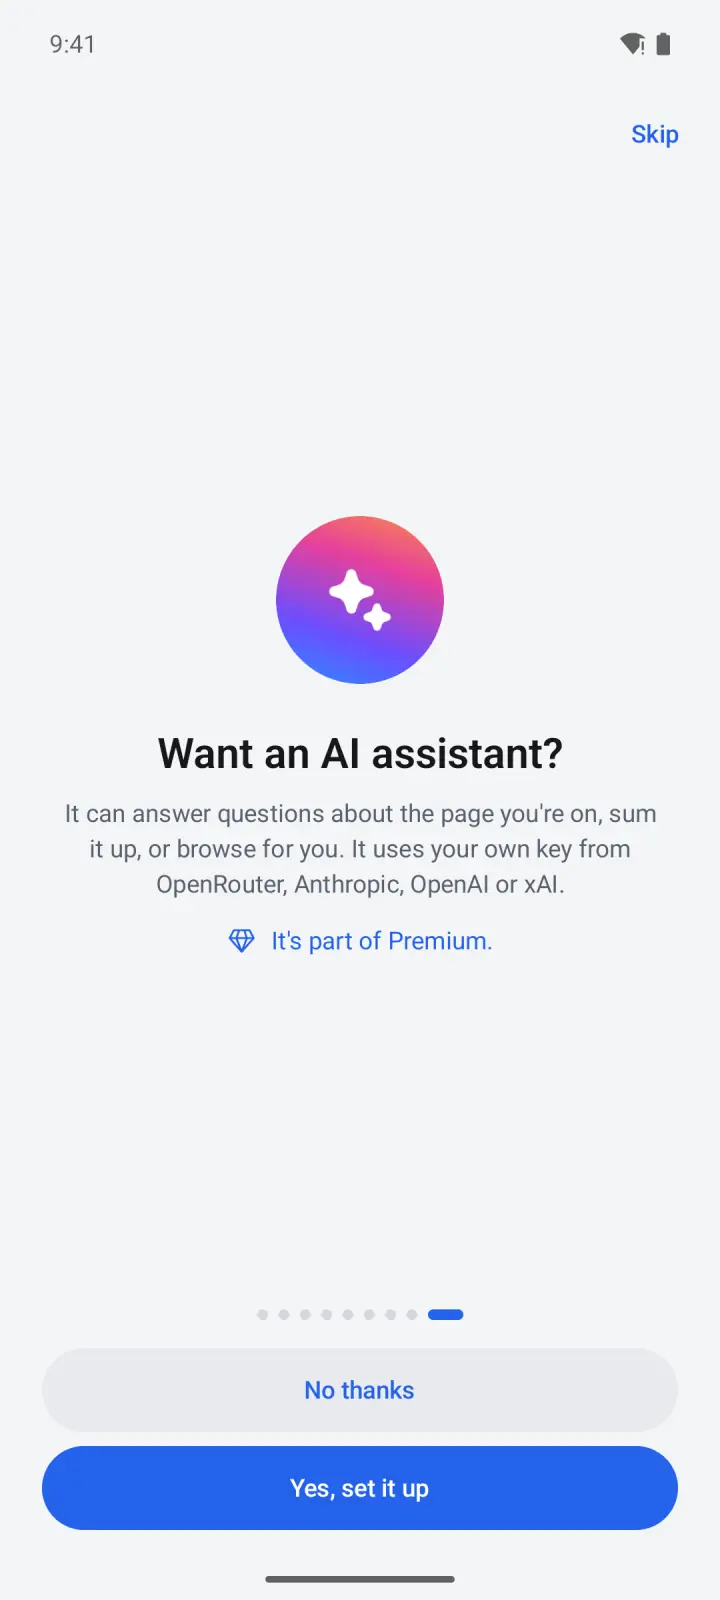 9:41
Skip
Want an AI assistant?
It can answer questions about the page you're on, sum
it up, or browse for you. It uses your own key from
OpenRouter, Anthropic, OpenAI or xAI.
It's part of Premium.
No thanks
Yes, set it up